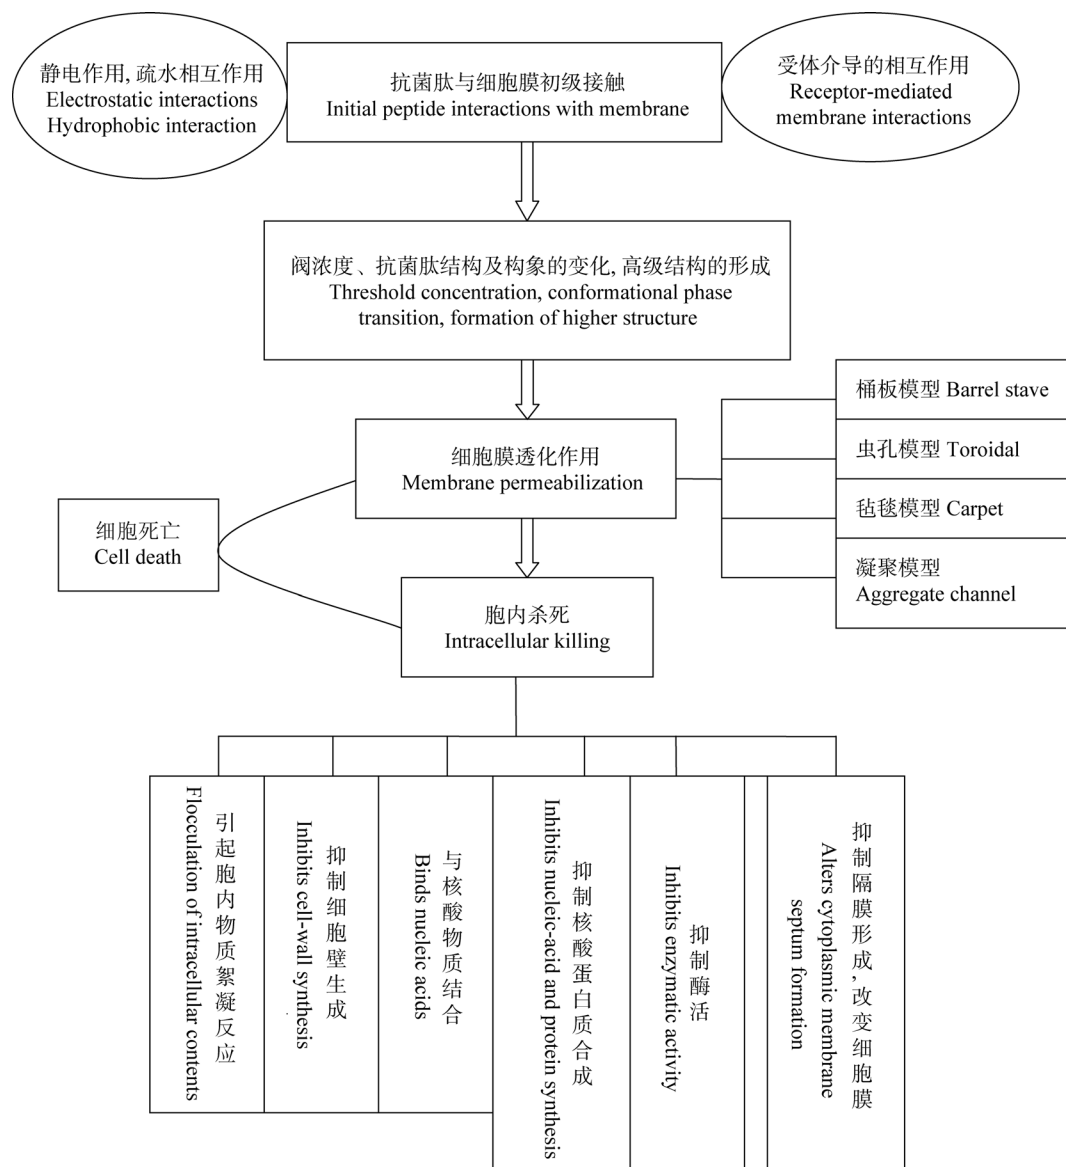 静电作用, 疏水相互作用
Electrostatic interactions
Hydrophobic interaction
抗菌肽与细胞膜初级接触
Initial peptide interactions with membrane
受体介导的相互作用
Receptor-mediated
membrane interactions
阀浓度、抗菌肽结构及构象的变化, 高级结构的形成
Threshold concentration, conformational phase
transition, formation of higher structure
细胞膜透化作用
Membrane permeabilization
桶板模型 Barrel stave
虫孔模型 Toroidal
毡毯模型 Carpet
凝聚模型
Aggregate channel
细胞死亡
Cell death
胞内杀死
Intracellular killing
引起胞内物质絮凝反应
Flocculation of intracellular contents
抑制细胞壁生成
Inhibits cell-wall synthesis
与核酸物质结合
Binds nucleic acids
抑制核酸蛋白质合成
Inhibits nucleic-acid and protein synthesis
抑制酶活
Inhibits enzymatic activity
抑制隔膜形成, 改变细胞膜
Alters cytoplasmic membrane
septum formation